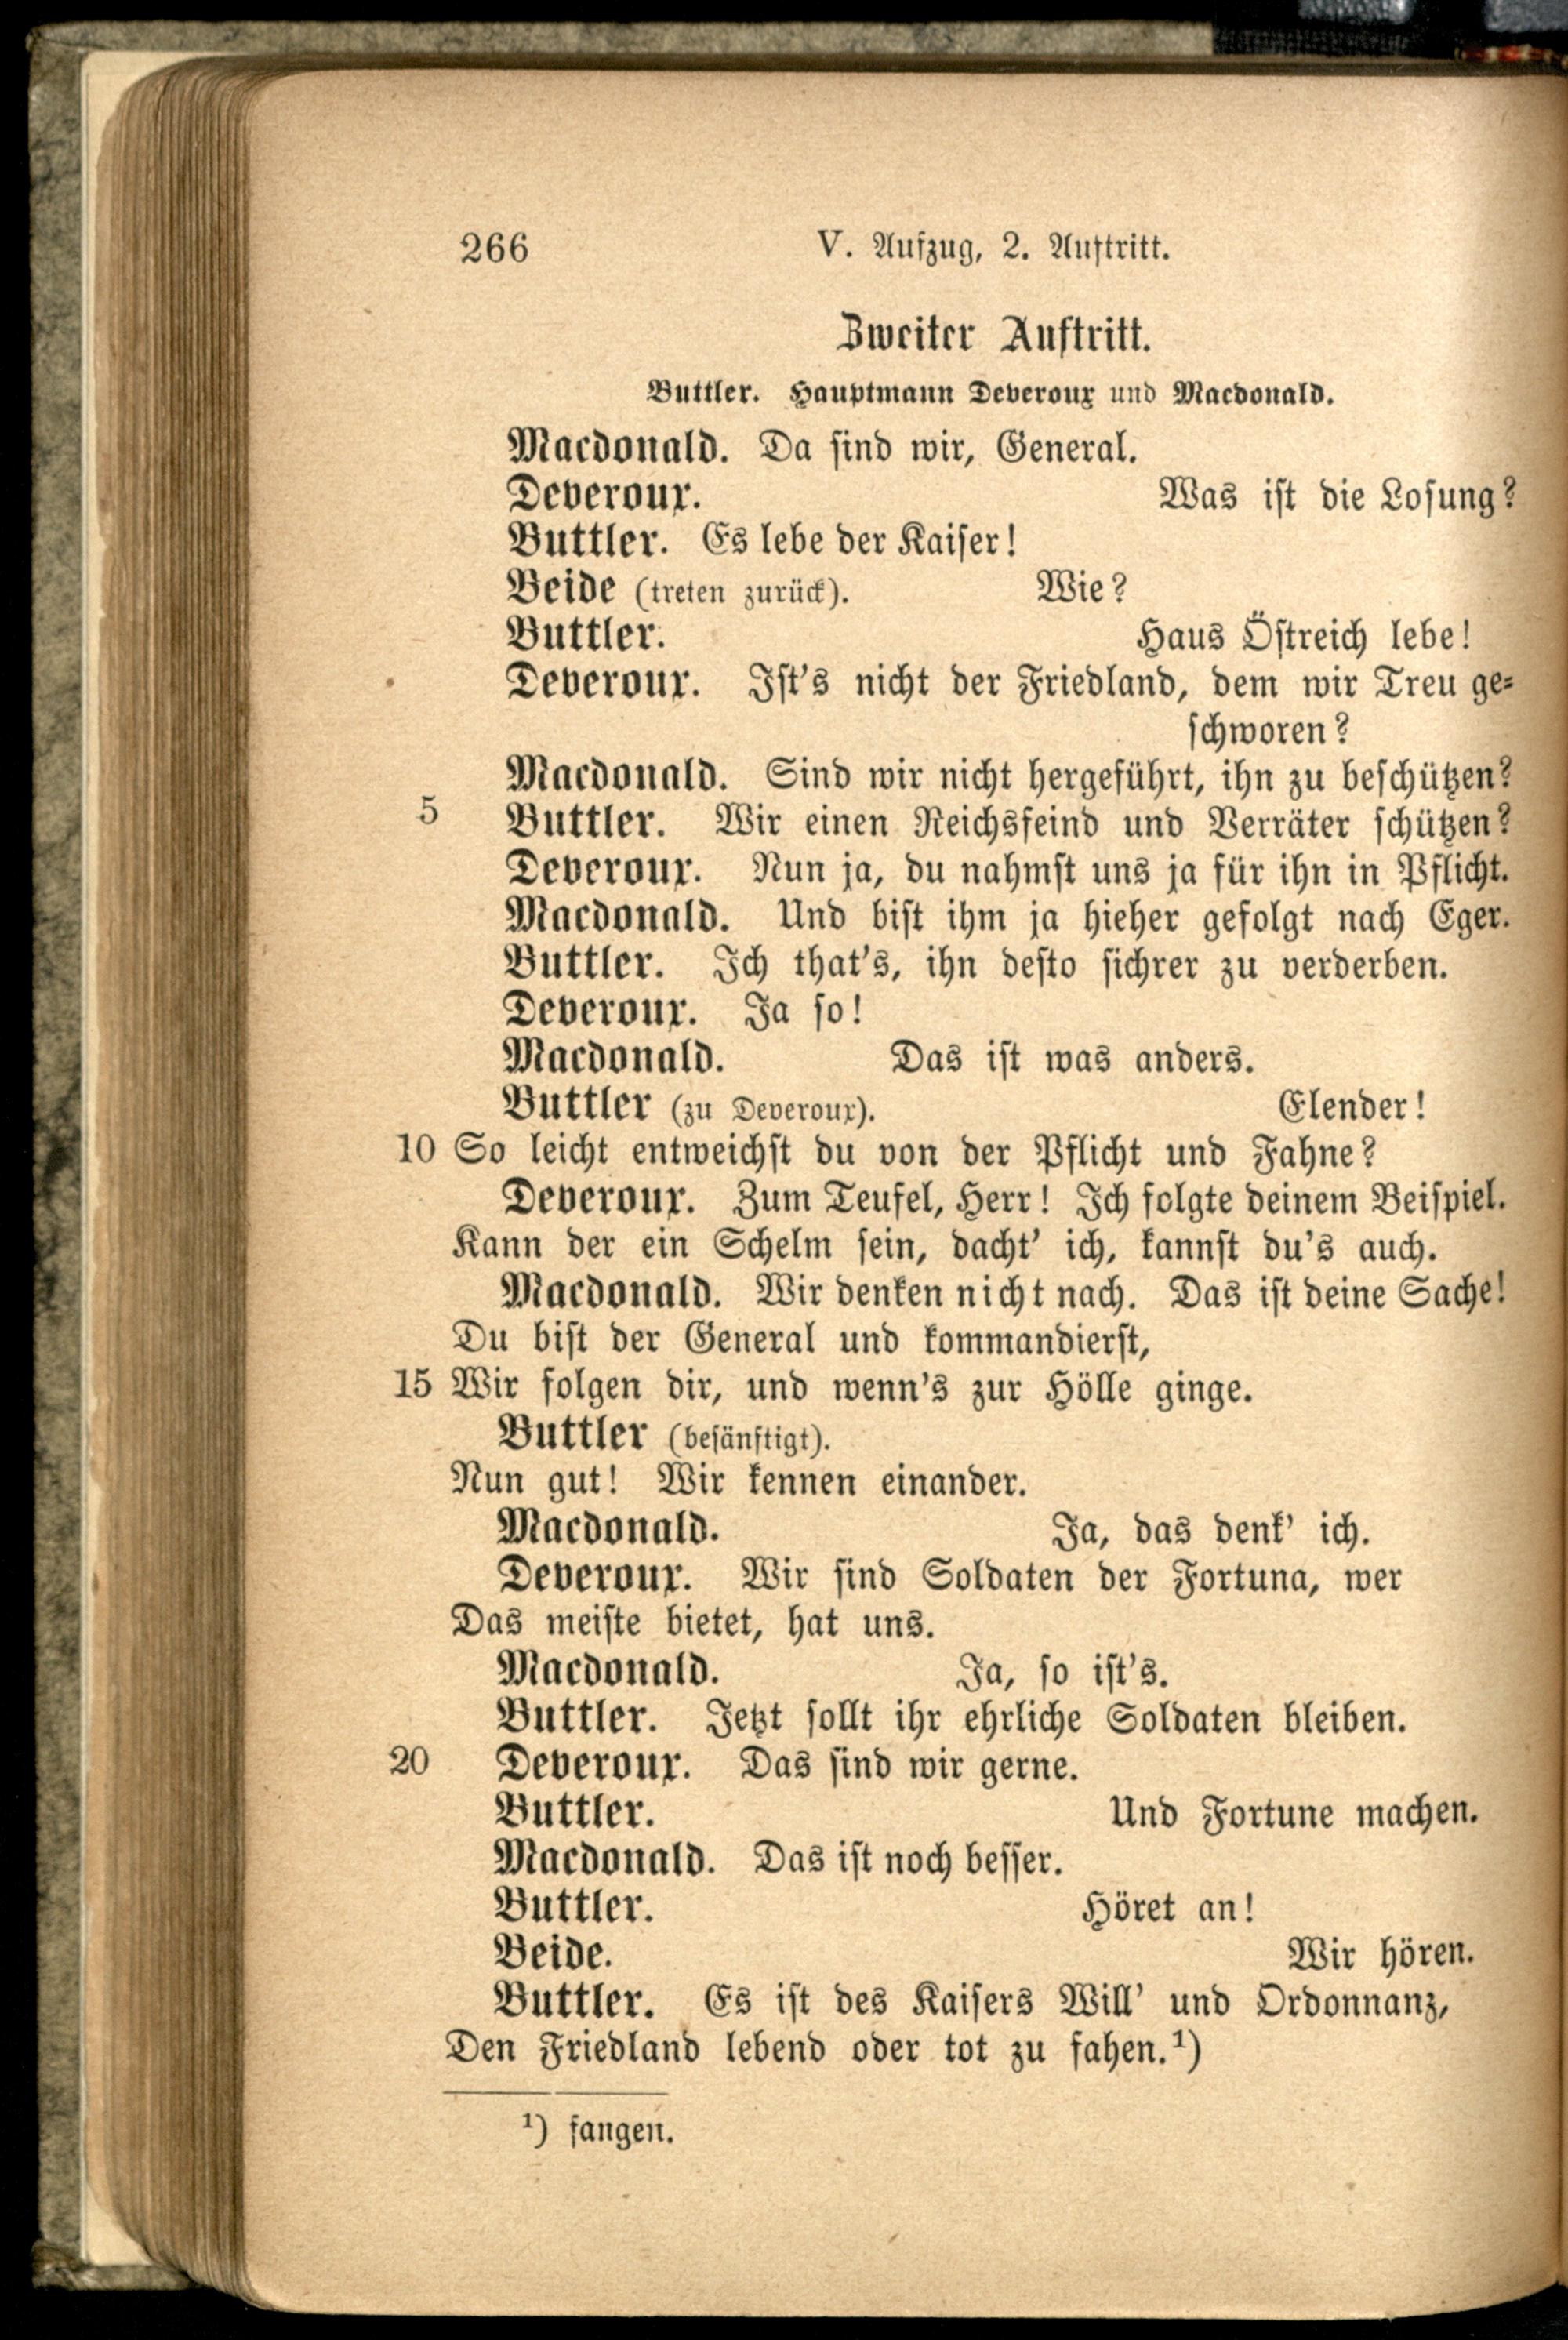 266 V. Aufzug, 2. Auftritt.
Zweiter Auftritt.
Buttler. Hauptmann Deveroux und Macdonald.
Macdonald. Da sind wir, General.
Deveroux. Was ist die Losung?
Buttler. Es lebe der Kaiser!
Beide (treten zurück). Wie?
Buttler. Haus Östreich lebe!
Deveroux. Ist's nicht der Friedland, dem wir Treu ge-
schworen?
Macdonald. Sind wir nicht hergeführt, ihn zu beschützen?
5 Buttler. Wir einen Reichsfeind und Verräter schützen?
Deveroux. Nun ja, du nahmst uns ja für ihn in Pflicht.
Macdonald. Und bist ihm ja hieher gefolgt nach Eger.
Buttler. Ich that's, ihn desto sichrer zu verderben.
Deveroux. Ja so!
Macdonald. Das ist was anders.
Buttler (zu Deveroux). Elender!
10 So leicht entweichst du von der Pflicht und Fahne?
Deveroux. Zum Teufel, Herr! Ich folgte deinem Beispiel.
Kann der ein Schelm sein, dacht' ich, kannst du's auch.
Macdonald. Wir denken nicht nach. Das ist deine Sache!
Du bist der General und kommandierst,
15 Wir folgen dir, und wenn's zur Hölle ginge.
Buttler (besänftigt).
Nun gut! Wir kennen einander.
Macdonald. Ja, das denk' ich.
Deveroux. Wir sind Soldaten der Fortuna, wer
Das meiste bietet, hat uns.
Macdonald. Ja, so ist's.
Buttler. Jetzt sollt ihr ehrliche Soldaten bleiben.
20 Deveroux. Das sind wir gerne.
Buttler. Und Fortune machen.
Macdonald. Das ist noch besser.
Buttler. Höret an!
Beide. Wir hören.
Buttler. Es ist des Kaisers Will' und Ordonnanz,
Den Friedland lebend oder tot zu fahen.¹)
¹) fangen.